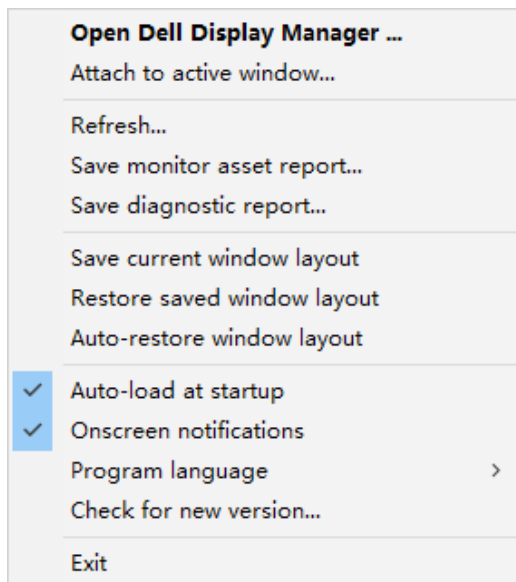 Open Dell Display Manager ...
Attach to active window...
Refresh...
Save monitor asset report...
Save diagnostic report...
Save current window layout
Restore saved window layout
Auto-restore window layout
Auto-load at startup
Onscreen notifications
Program language
Check for new version...
Exit